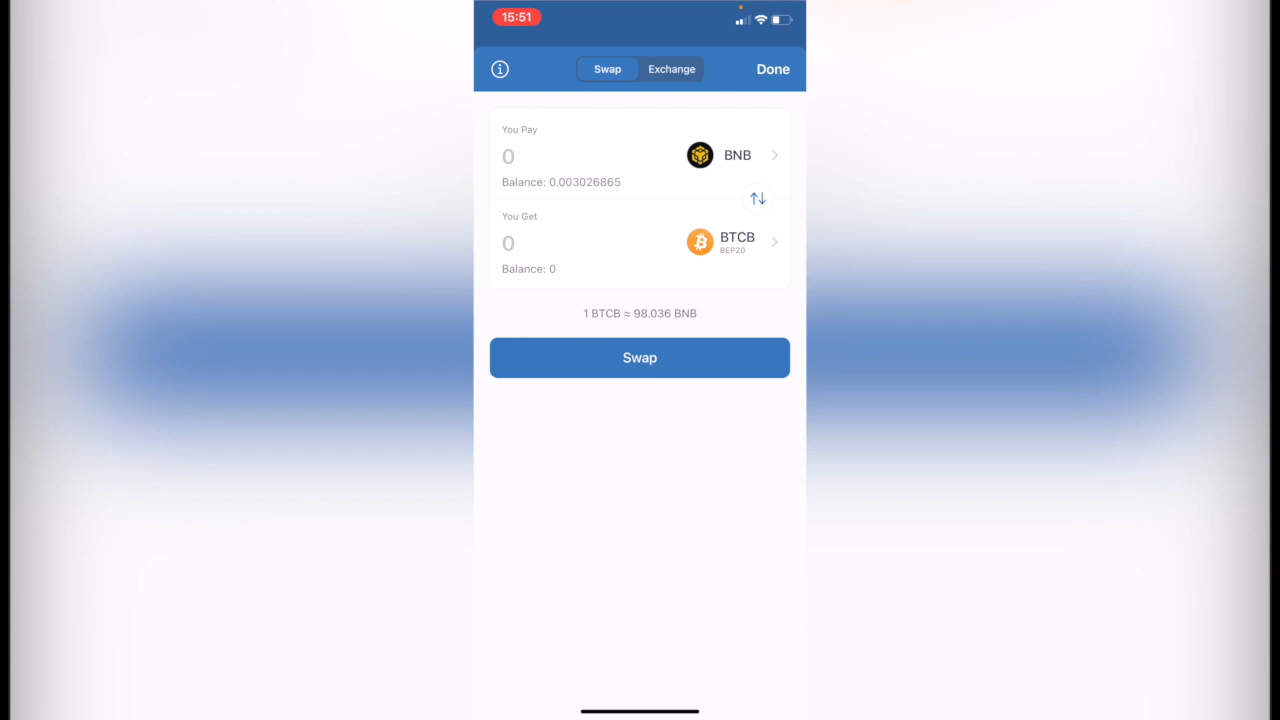 15:51
Swap Exchange Done
You Pay
0 BNB
Balance: 0.003026865
You Get
0 BTCB
BEP20
Balance: 0
1 BTCB ≈ 98.036 BNB
Swap